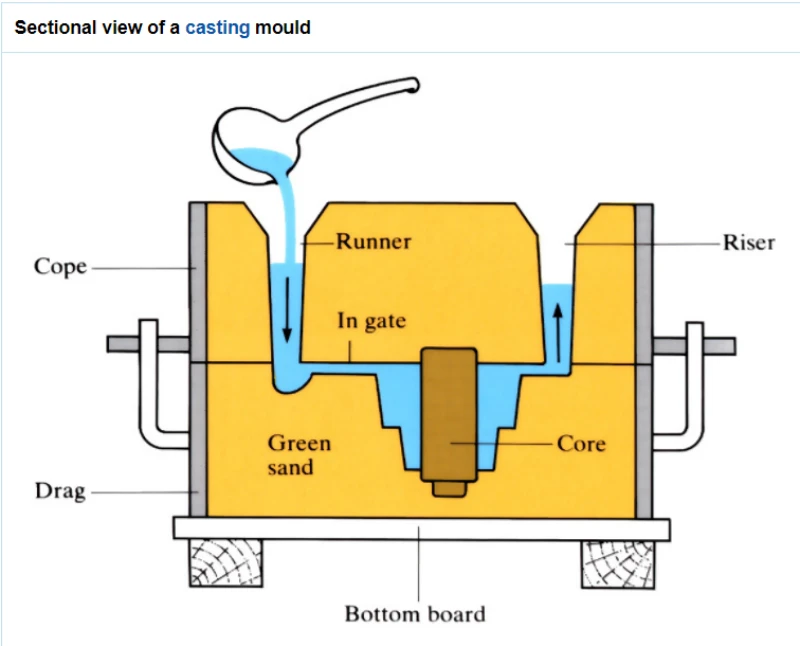 Sectional view of a casting mould
Runner
Riser
Cope
In gate
Green
sand
Core
Drag
Bottom board